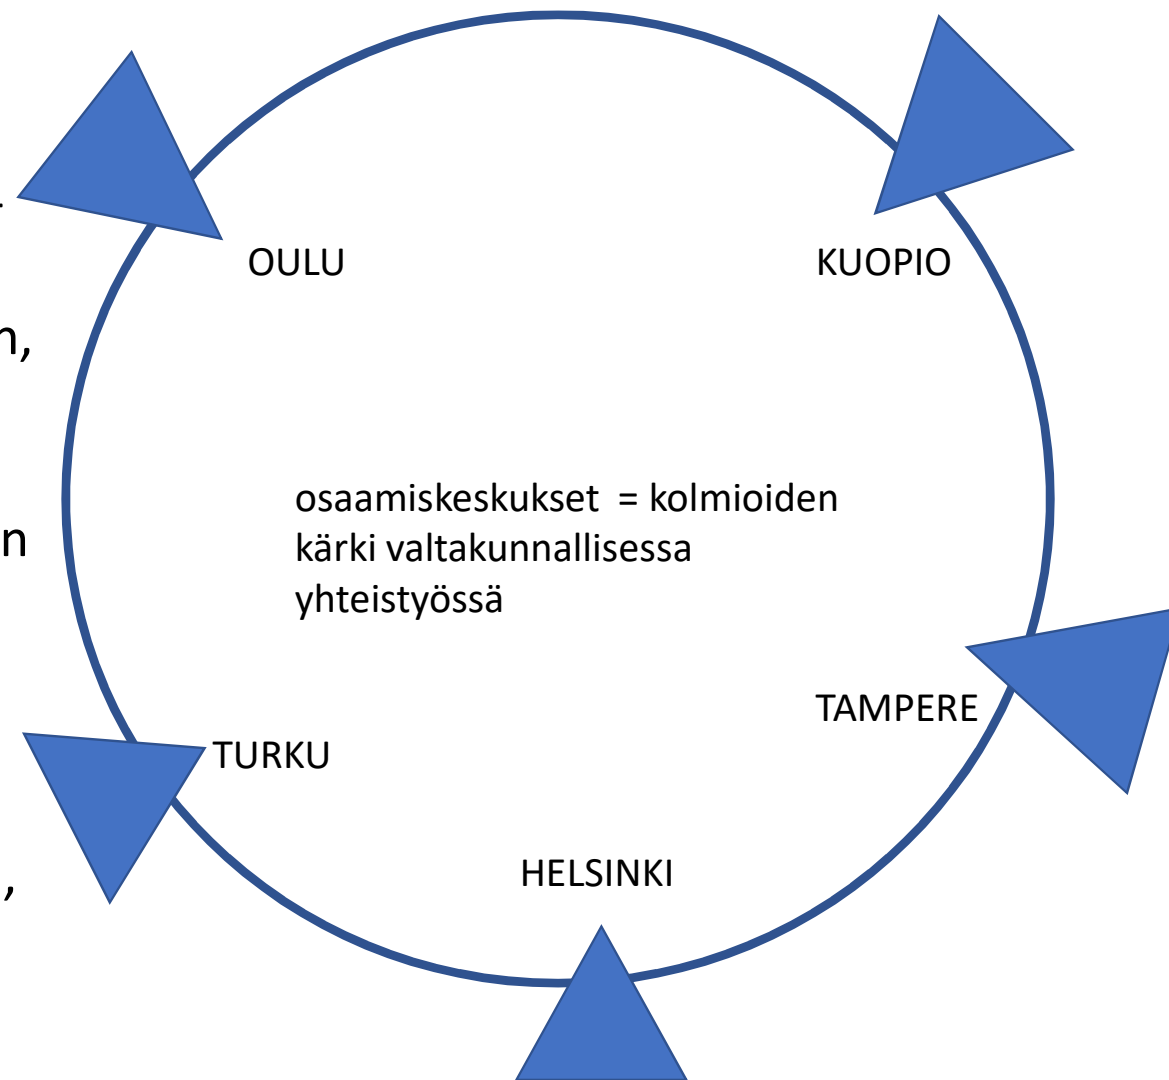 OULU
KUOPIO
n,
osaamiskeskukset = kolmioiden
kärki valtakunnallisessa
yhteistyössä
n
TAMPERE
TURKU
HELSINKI
,